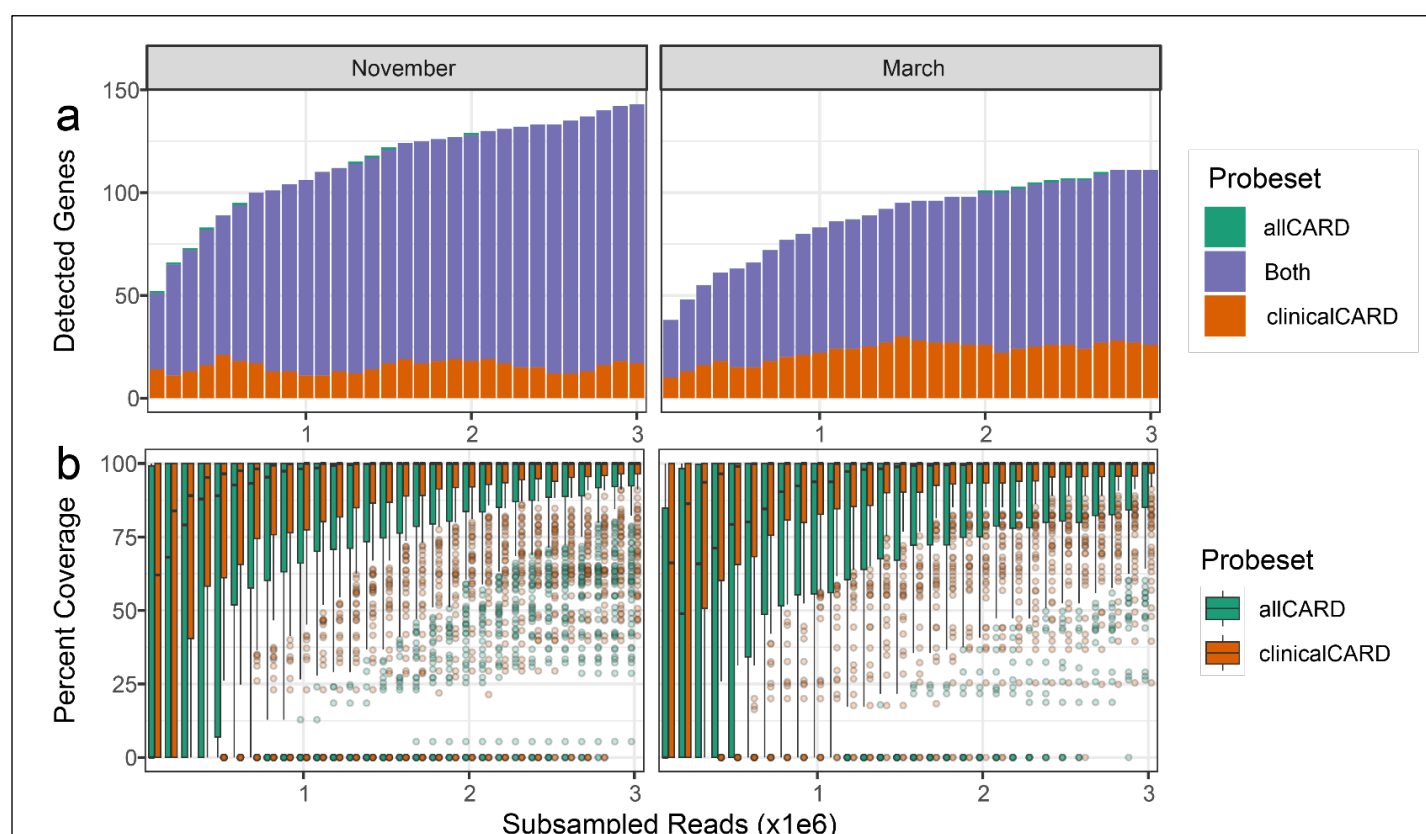 November
March
a
150
100
50
0
Detected Genes
1
2
3
1
2
3
Probeset
allCARD
Both
clinicalCARD
b
100
75
50
25
0
Percent Coverage
1
2
3
1
2
3
Subsampled Reads (x1e6)
Probeset
allCARD
clinicalCARD